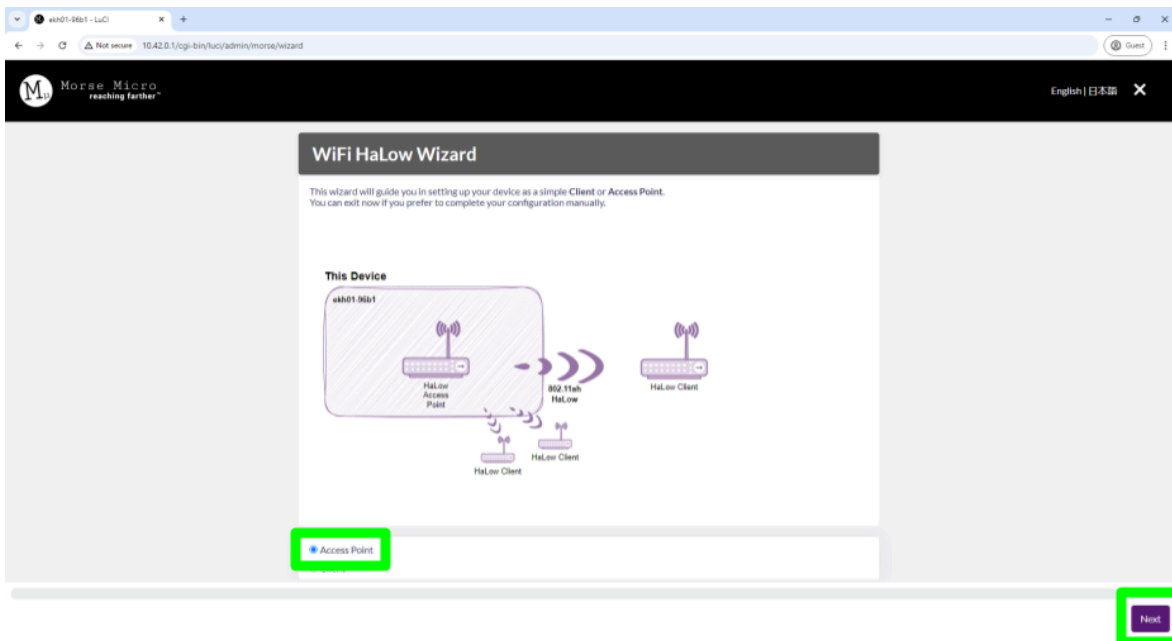 ekh01-96b1 - LuCI
Not secure 10.42.0.1/cgi-bin/luci/admin/morse/wizard
Guest
Morse Micro
reaching farther™
English | 日本語
WiFi HaLow Wizard
This wizard will guide you in setting up your device as a simple Client or Access Point.
You can exit now if you prefer to complete your configuration manually.
This Device
ekh01-96b1
HaLow
Access
Point
802.11ah
HaLow
HaLow Client
HaLow Client
HaLow Client
Access Point
Next